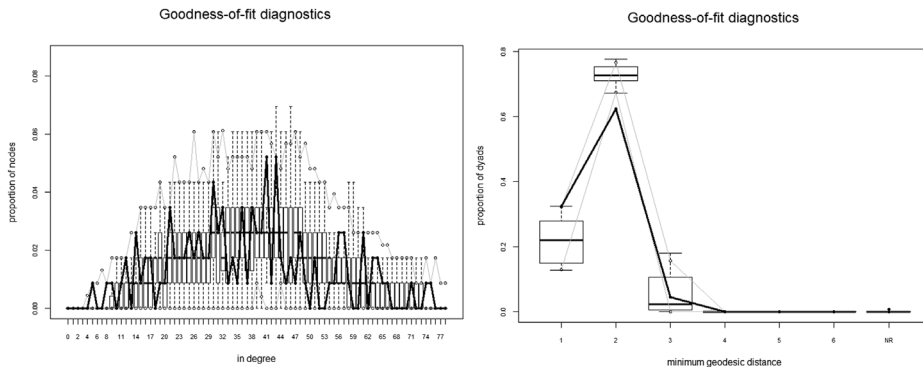 Goodness-of-fit diagnostics
proportion of nodes
0.00 0.02 0.04 0.06 0.08
0 2 4 6 8 11 14 17 20 23 26 29 32 35 38 41 44 47 50 53 56 59 62 65 68 71 74 77
in degree
Goodness-of-fit diagnostics
proportion of dyads
0.0 0.2 0.4 0.6 0.8
1 2 3 4 5 6 NR
minimum geodesic distance